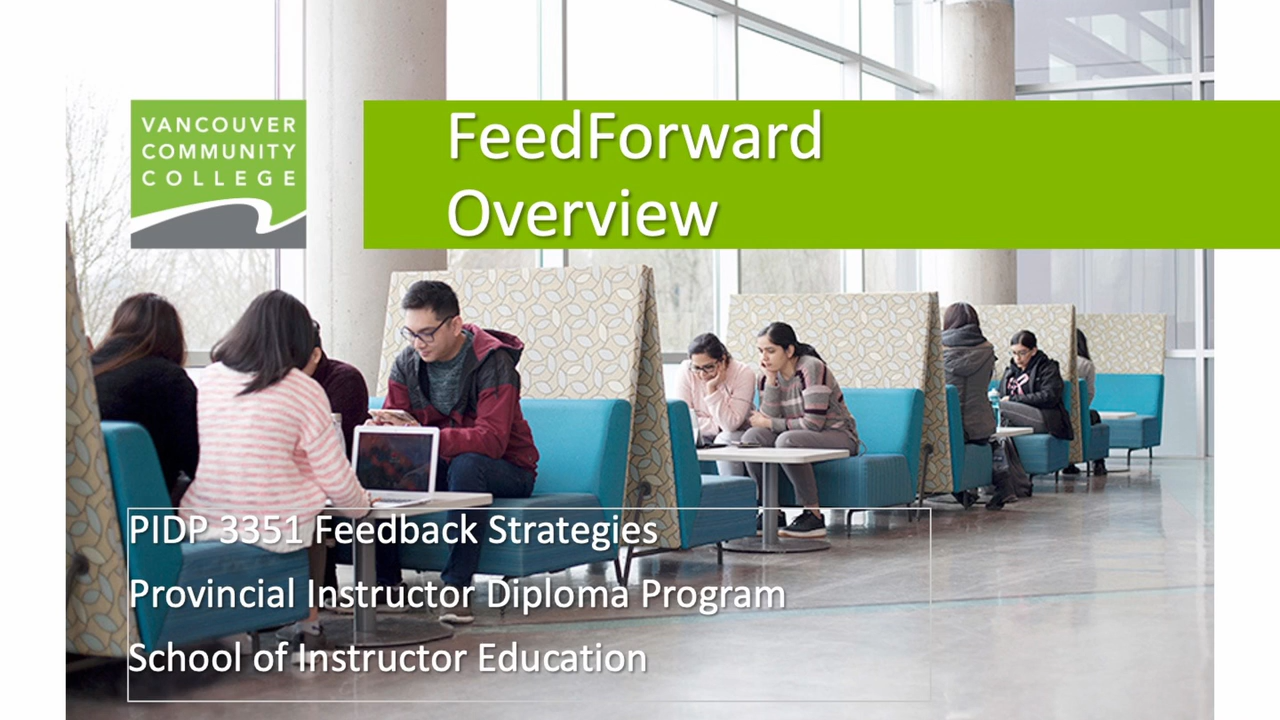 VANCOUVER
COMMUNITY
COLLEGE
FeedForward
Overview
PIDP 3351 Feedback Strategies
Provincial Instructor Diploma Program
School of Instructor Education